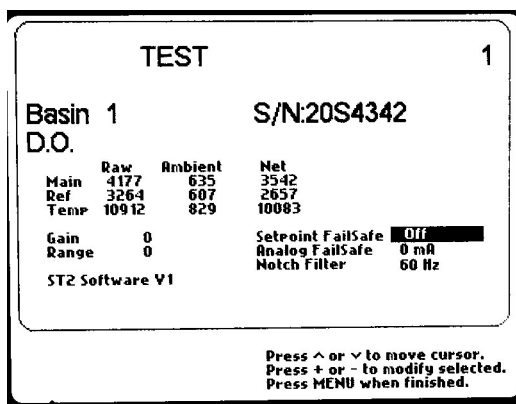 TEST 1
Basin 1 S/N:20S4342
D.O.
Raw Ambient Net
Main 4177 635 3542
Ref 3264 607 2657
Temp 10912 829 10083
Gain 0 Setpoint FailSafe Off
Range 0 Analog FailSafe 0 mA
Notch Filter 60 Hz
ST2 Software V1
Press ^ or v to move cursor.
Press + or - to modify selected.
Press MENU when finished.